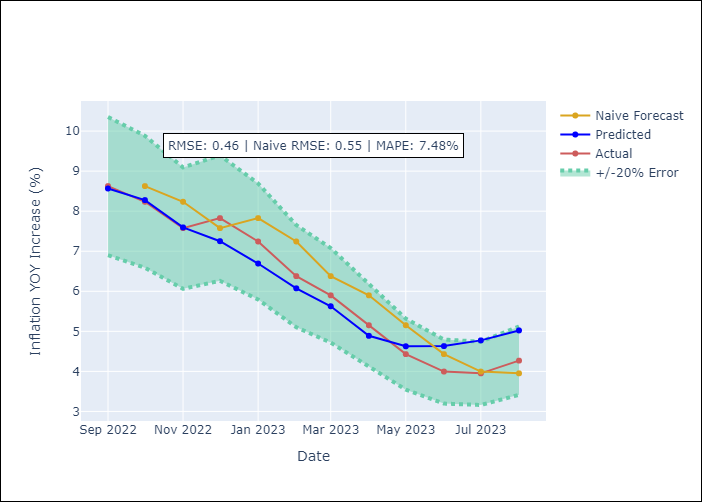 RMSE: 0.46 | Naive RMSE: 0.55 | MAPE: 7.48%
Naive Forecast
Predicted
Actual
+/-20% Error
Inflation YOY Increase (%)
10
9
8
7
6
5
4
3
Sep 2022
Nov 2022
Jan 2023
Mar 2023
May 2023
Jul 2023
Date